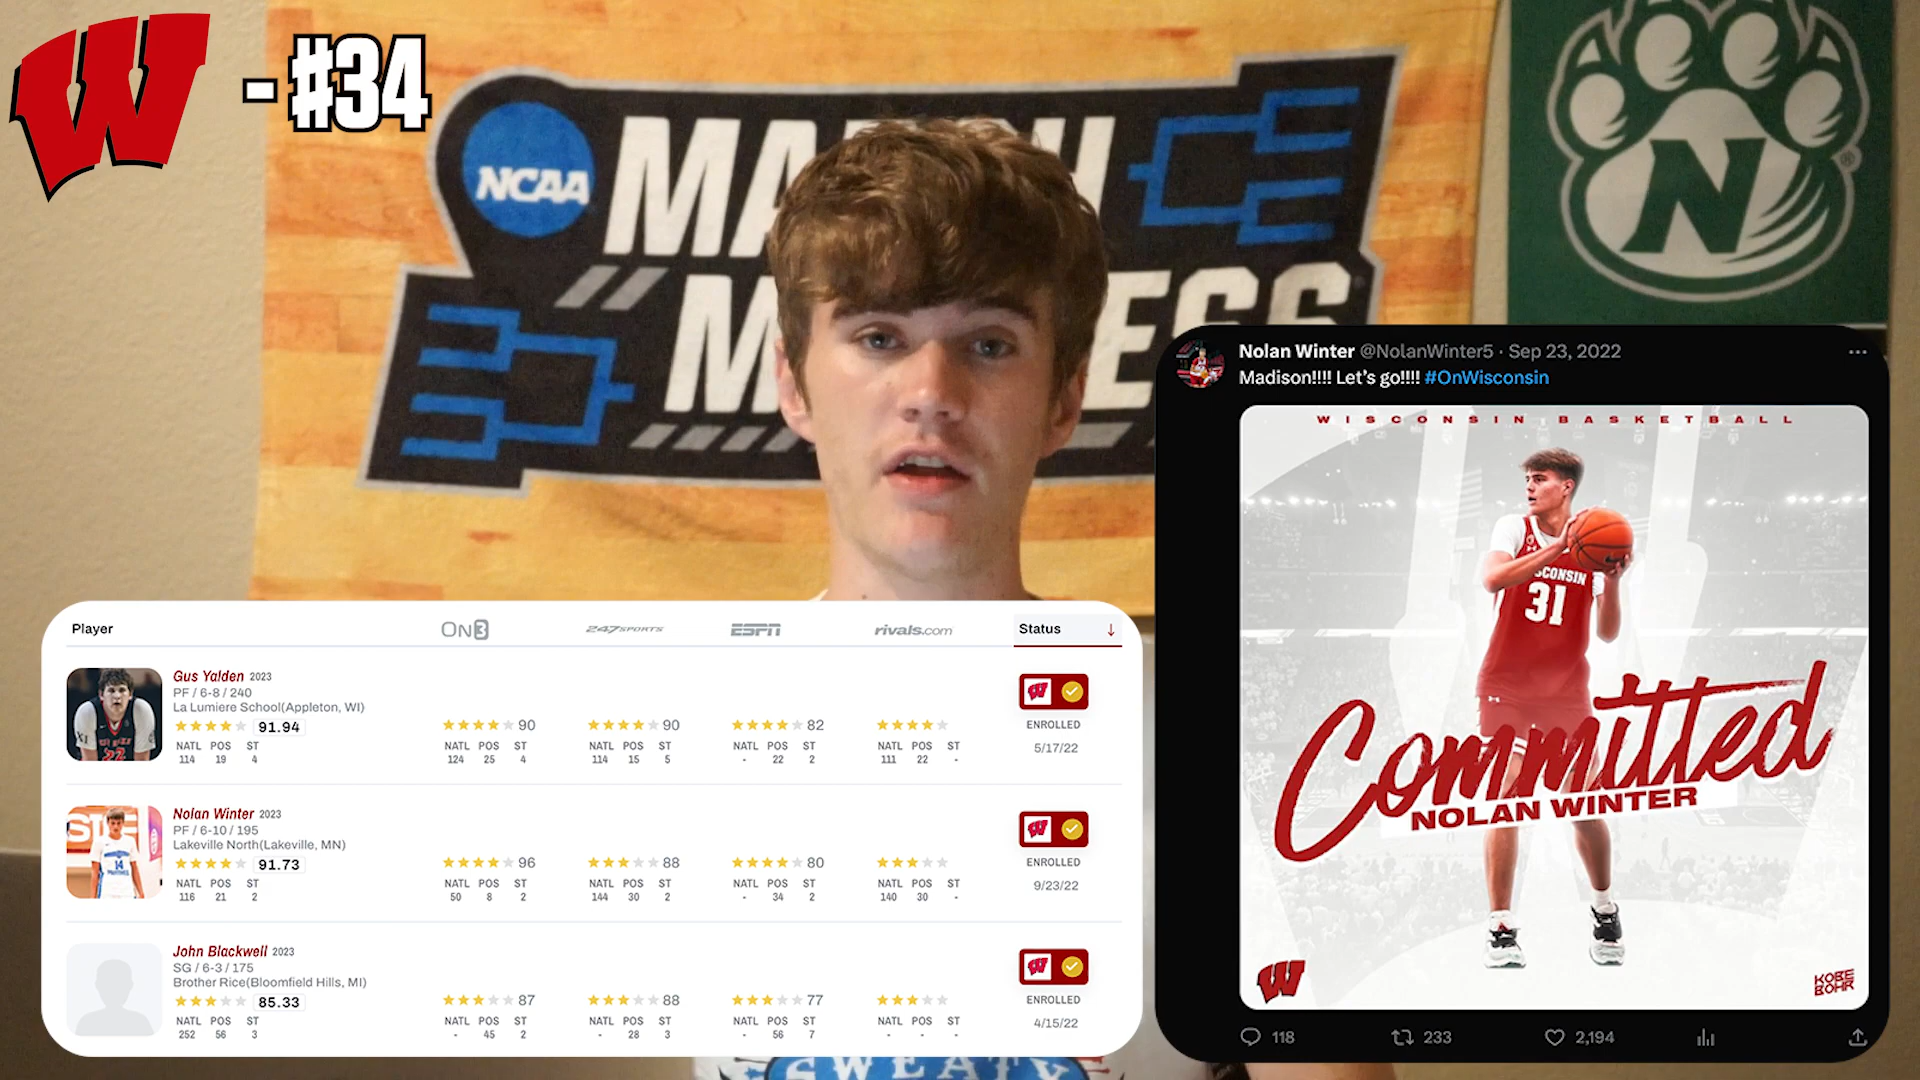 W - #34
NCAA
MARCH
MADNESS
N
®
Nolan Winter @NolanWinter5 · Sep 23, 2022
Madison!!!! Let's go!!!! #OnWisconsin
WISCONSIN BASKETBALL
WISCONSIN
31
Committed
NOLAN WINTER
W
KOBE
BOHR
118 233 2,194
Player ON3 247SPORTS ESPN rivals.com Status ↓
Gus Yalden 2023
PF / 6-8 / 240
La Lumiere School(Appleton, WI)
91.94 90 90 82 ENROLLED
NATL POS ST NATL POS ST NATL POS ST NATL POS ST NATL POS ST
114 19 4 124 25 4 114 15 5 - 22 2 111 22 - 5/17/22
Nolan Winter 2023
PF / 6-10 / 195
Lakeville North(Lakeville, MN)
91.73 96 88 80 ENROLLED
NATL POS ST NATL POS ST NATL POS ST NATL POS ST NATL POS ST
116 21 2 50 8 2 144 30 2 - 34 2 140 30 - 9/23/22
John Blackwell 2023
SG / 6-3 / 175
Brother Rice(Bloomfield Hills, MI)
85.33 87 88 77 ENROLLED
NATL POS ST NATL POS ST NATL POS ST NATL POS ST NATL POS ST
252 56 3 - 45 2 - 28 3 - 56 7 - - - 4/15/22
SWEATY